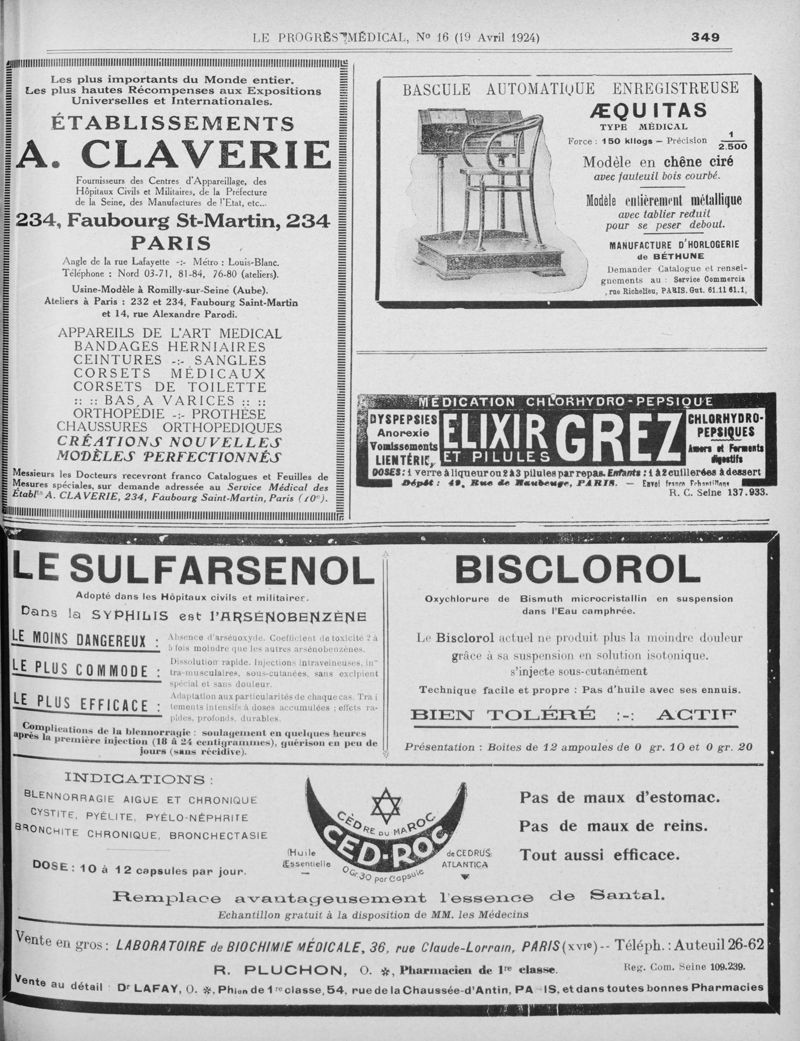 LE PROGRÈS MÉDICAL, No 16 (19 Avril 1924)
349
Les plus importants du Monde entier.
Les plus hautes Récompenses aux Expositions
Universelles et Internationales.
ÉTABLISSEMENTS
A. CLAVERIE
Fournisseurs des Centres d'Appareillage, des
Hôpitaux Civils et Militaires, de la Préfecture
de la Seine, des Manufactures de l'Etat, etc...
234, Faubourg St-Martin, 234
PARIS
Angle de la rue Lafayette -:- Métro : Louis-Blanc.
Téléphone : Nord 03-71, 81-84, 76-80 (ateliers).
Usine-Modèle à Romilly-sur-Seine (Aube).
Ateliers à Paris : 232 et 234, Faubourg Saint-Martin
et 14, rue Alexandre Parodi.
APPAREILS DE L'ART MEDICAL
BANDAGES HERNIAIRES
CEINTURES -:- SANGLES
CORSETS MÉDICAUX
CORSETS DE TOILETTE
:: :: BAS A VARICES :: ::
ORTHOPÉDIE -:- PROTHÈSE
CHAUSSURES ORTHOPEDIQUES
CRÉATIONS NOUVELLES
MODÈLES PERFECTIONNÉS
Messieurs les Docteurs recevront franco Catalogues et Feuilles de
Mesures spéciales, sur demande adressée au Service Médical des
Établts A. CLAVERIE, 234, Faubourg Saint-Martin, Paris (10e).
BASCULE AUTOMATIQUE ENREGISTREUSE
ÆQUITAS
TYPE MÉDICAL
Force : 150 kilogs — Précision 1/2.500
Modèle en chêne ciré
avec fauteuil bois courbé.
Modèle entièrement métallique
avec tablier réduit
pour se peser debout.
MANUFACTURE D'HORLOGERIE
de BÉTHUNE
Demander Catalogue et rensei-
gnements au : Service Commercia
, rue Richelieu, PARIS. Gut. 61.11 61.1,
MÉDICATION CHLORHYDRO-PEPSIQUE
DYSPEPSIES
Anorexie
Vomissements
LIENTÉRIC,
ELIXIR
ET PILULES
GREZ
CHLORHYDRO-
PEPSIQUES
Amers et Ferments
digestifs
DOSES : 1 verre à liqueur ou 2 à 3 pilules par repas. Enfants : 1 à 2 cuillerées à dessert
Dépôt : 49, Rue de Maubeuge, PARIS. — Envoi franco Echantillons
R. C. Seine 137.933.
LE SULFARSENOL
Adopté dans les Hôpitaux civils et militairer.
Dans la SYPHILIS est l'ARSÉNOBENZÈNE
LE MOINS DANGEREUX :
Absence d'arsénoxyde. Coefficient de toxicité 2 à
5 fois moindre que les autres arsénobenzènes.
LE PLUS COMMODE :
Dissolution rapide. Injections intraveineuses, in-
tra-musculaires, sous-cutanées, sans excipient
spécial et sans douleur.
LE PLUS EFFICACE :
Adaptation aux particularités de chaque cas. Trai
tements intensifs à doses accumulées : effets ra-
pides, profonds, durables.
Complications de la blennorragie : soulagement en quelques heures
après la première injection (18 à 24 centigrammes), guérison en peu de
jours (sans récidive).
BISCLOROL
Oxychlorure de Bismuth microcristallin en suspension
dans l'Eau camphrée.
Le Bisclorol actuel ne produit plus la moindre douleur
grâce à sa suspension en solution isotonique.
s'injecte sous-cutanément
Technique facile et propre : Pas d'huile avec ses ennuis.
BIEN TOLÉRÉ :-: ACTIF
Présentation : Boites de 12 ampoules de 0 gr. 10 et 0 gr. 20
INDICATIONS :
BLENNORRAGIE AIGUE ET CHRONIQUE
CYSTITE, PYÉLITE, PYÉLO-NÉPHRITE
BRONCHITE CHRONIQUE, BRONCHECTASIE
DOSE : 10 à 12 capsules par jour.
CÈDRE DU MAROC
CED-ROC
(Huile
Essentielle
de CEDRUS
ATLANTICA
0Gr.30 par Capsule
Pas de maux d'estomac.
Pas de maux de reins.
Tout aussi efficace.
Remplace avantageusement l'essence de Santal.
Echantillon gratuit à la disposition de MM. les Médecins
Vente en gros : LABORATOIRE de BIOCHIMIE MÉDICALE, 36, rue Claude-Lorrain, PARIS (XVIe) -- Téléph. : Auteuil 26-62
R. PLUCHON, O. ✻, Pharmacien de 1re classe.
Reg. Com. Seine 109.239.
Vente au détail : Dr LAFAY, O. ✻, Phien de 1re classe, 54, rue de la Chaussée-d'Antin, PA IS, et dans toutes bonnes Pharmacies